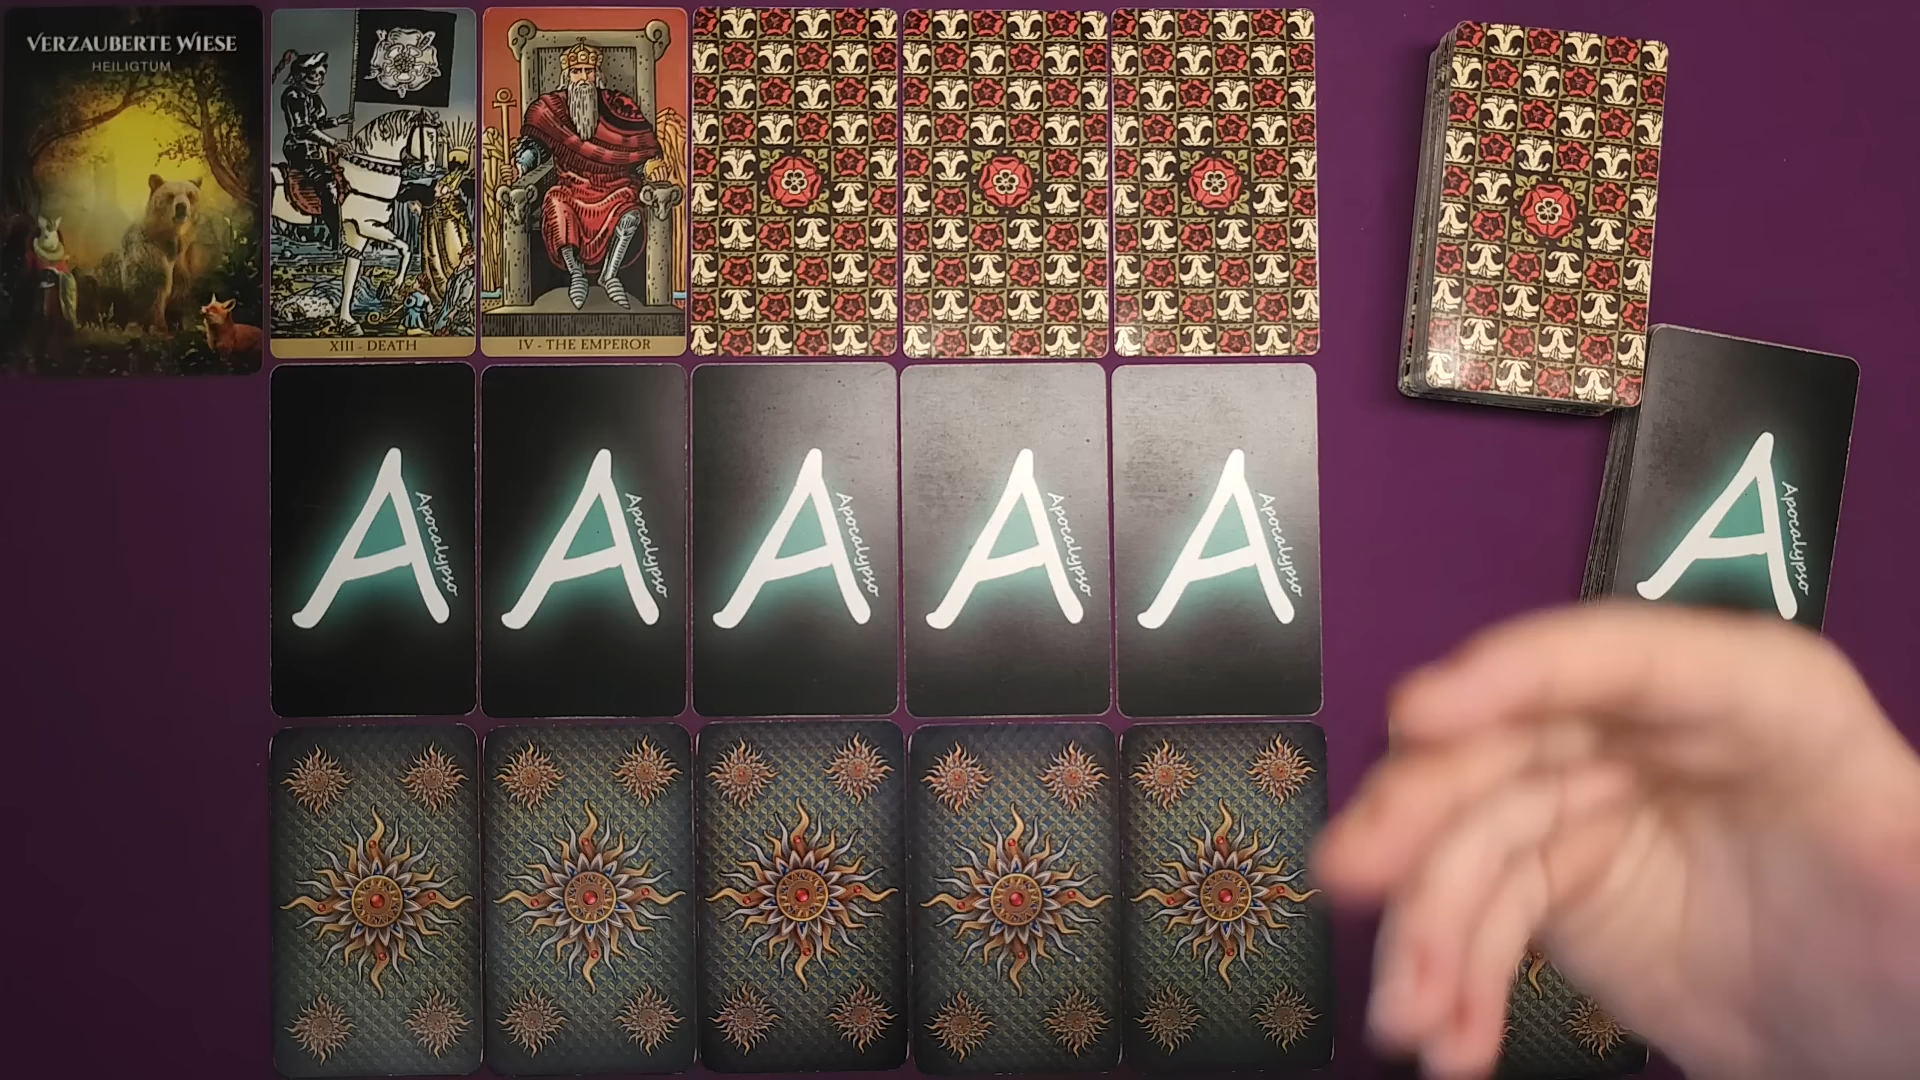 VERZAUBERTE WIESE
HEILIGTUM
XIII - DEATH
IV - THE EMPEROR
A
Apocalypso
A
Apocalypso
A
Apocalypso
A
Apocalypso
A
Apocalypso
A
Apocalypso